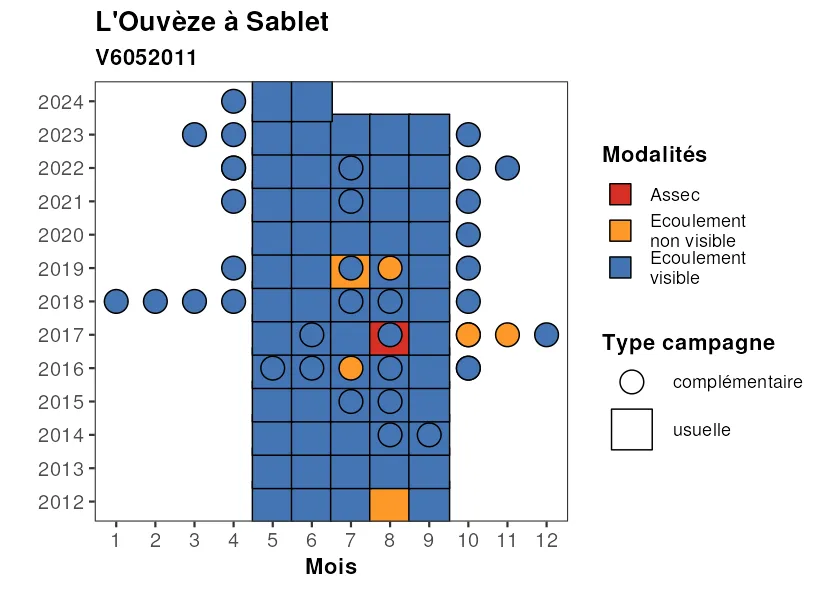 L'Ouvèze à Sablet
V6052011
2024
2023
2022
2021
2020
2019
2018
2017
2016
2015
2014
2013
2012
1 2 3 4 5 6 7 8 9 10 11 12
Mois
Modalités
Assec
Ecoulement
non visible
Ecoulement
visible
Type campagne
complémentaire
usuelle